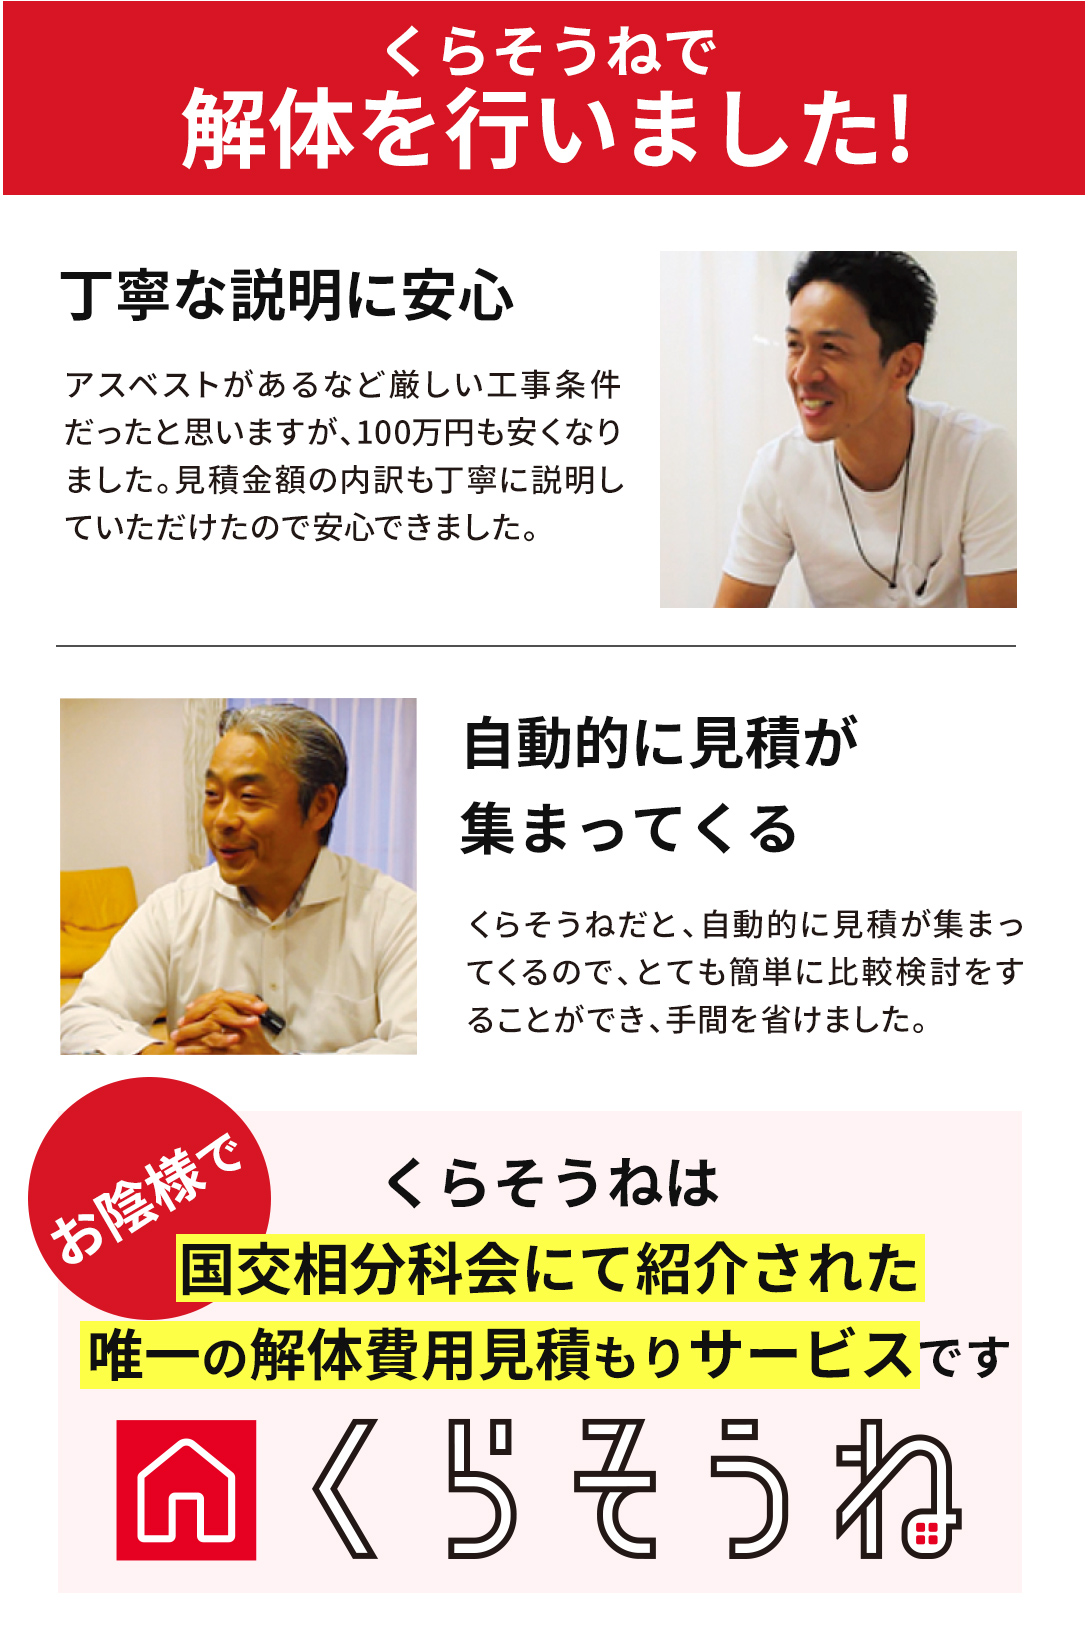 くらそうねで
解体を行いました!
丁寧な説明に安心
アスベストがあるなど厳しい工事条件
だったと思いますが、100万円も安くなり
ました。見積金額の内訳も丁寧に説明し
ていただけたので安心できました。
自動的に見積が
集まってくる
くらそうねだと、自動的に見積が集まっ
てくるので、とても簡単に比較検討をす
ることができ、手間を省けました。
お陰様で
くらそうねは
国交相分科会にて紹介された
唯一の解体費用見積もりサービスです
くらそうね